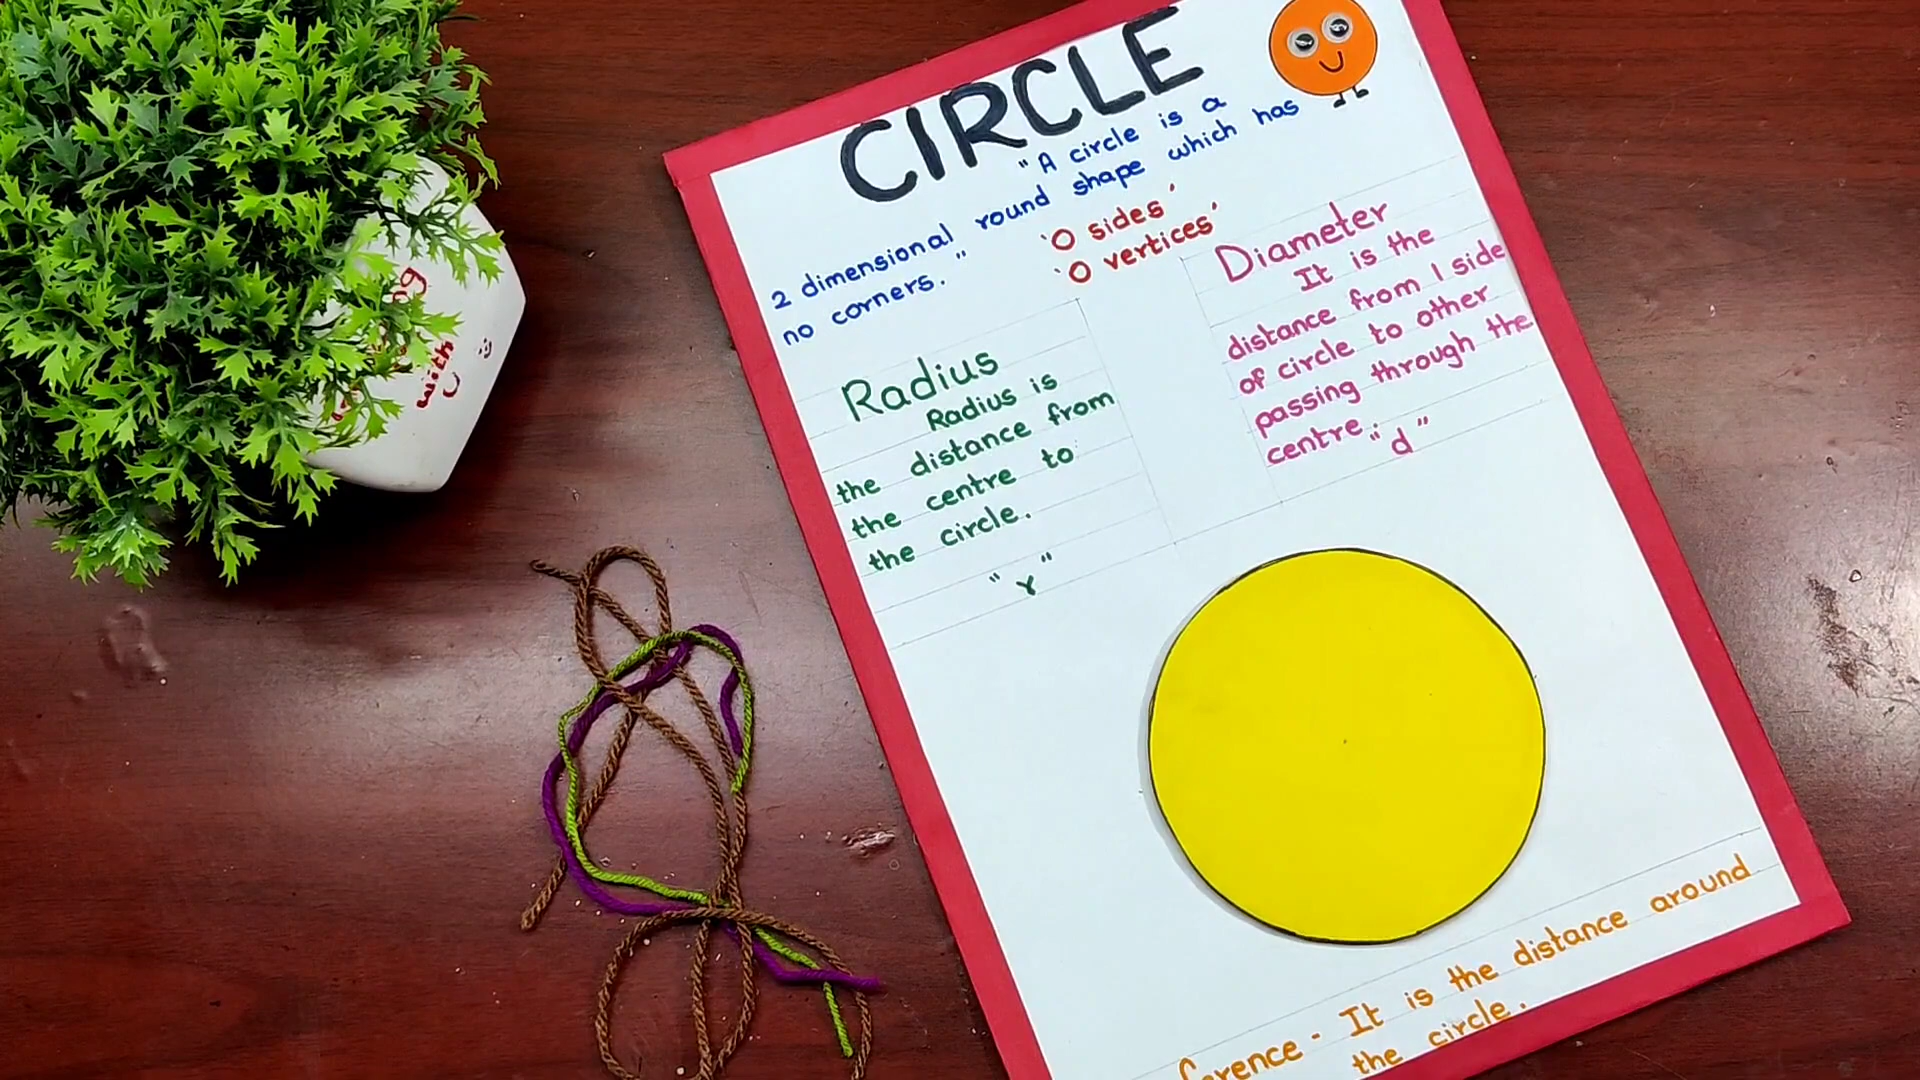 CIRCLE
"A circle is a
2 dimensional round shape which has
no corners."
'0 sides'
'0 vertices'
Radius
Radius is
the distance from
the centre to
the circle.
"r"
Diameter
It is the
distance from 1 side
of circle to other
passing through the
centre.
"d"
ference - It is the distance around
the circle.
with